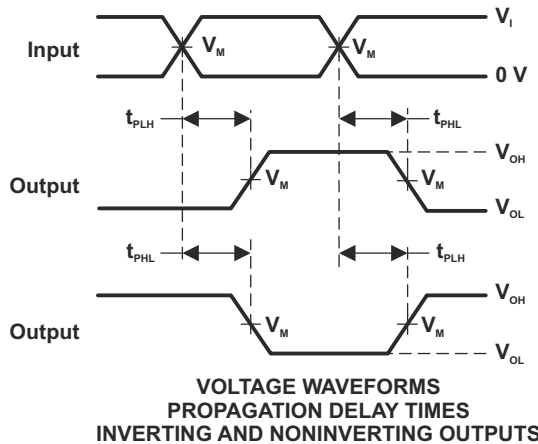 V_I
Input
V_M
V_M
0 V
t_PLH
t_PHL
V_OH
Output
V_M
V_M
V_OL
t_PHL
t_PLH
V_OH
Output
V_M
V_M
V_OL
VOLTAGE WAVEFORMS
PROPAGATION DELAY TIMES
INVERTING AND NONINVERTING OUTPUTS